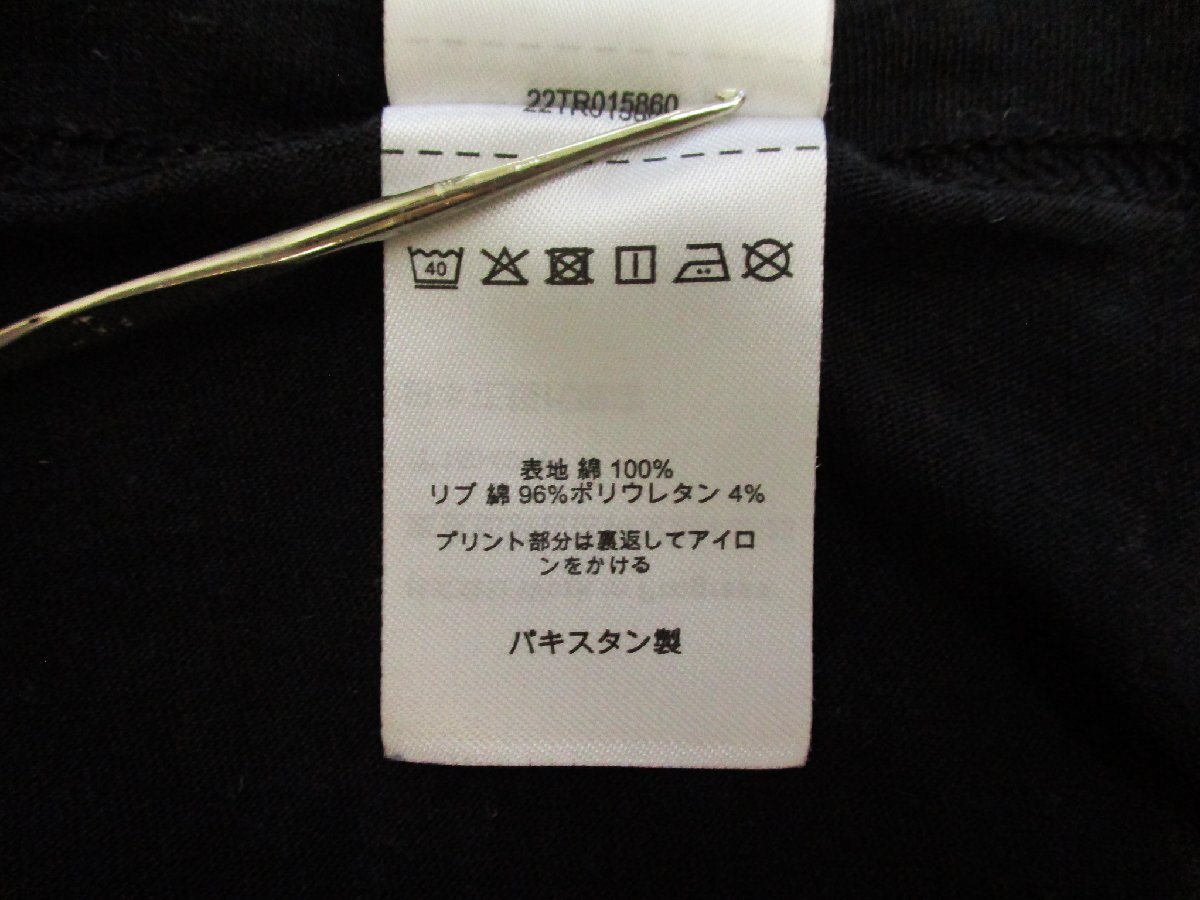 22TR015860
40
表地 綿 100%
リブ 綿 96%ポリウレタン 4%
プリント部分は裏返してアイロ
ンをかける
パキスタン製